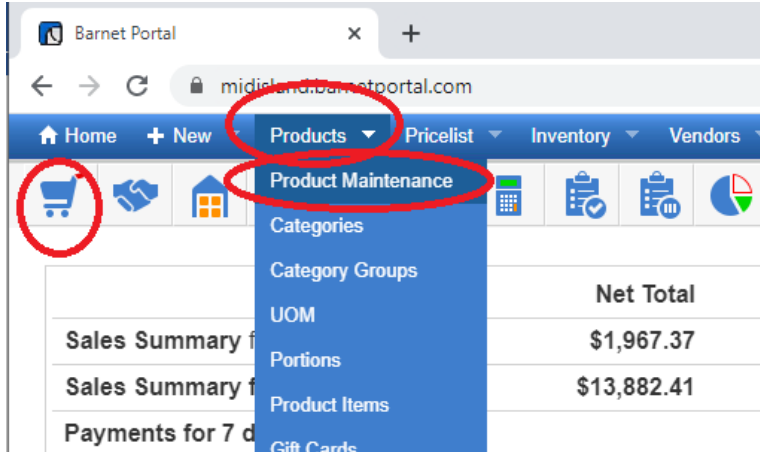 Barnet Portal
midisland.barnetportal.com
Home New Products Pricelist Inventory Vendors
Product Maintenance
Categories
Category Groups
UOM
Portions
Product Items
Gift Cards
Net Total
Sales Summary f $1,967.37
Sales Summary f $13,882.41
Payments for 7 d